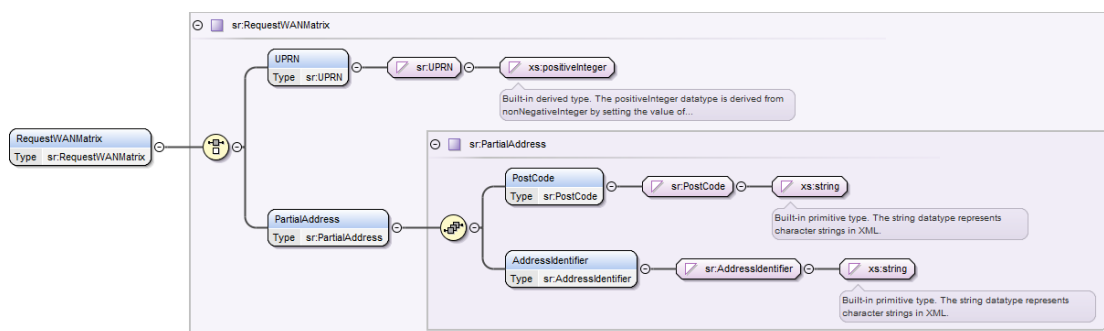 sr:RequestWANMatrix
UPRN
Type sr:UPRN
sr:UPRN
xs:positiveInteger
Built-in derived type. The positiveInteger datatype is derived from
nonNegativeInteger by setting the value of...
RequestWANMatrix
Type sr:RequestWANMatrix
sr:PartialAddress
PostCode
Type sr:PostCode
sr:PostCode
xs:string
Built-in primitive type. The string datatype represents
character strings in XML.
PartialAddress
Type sr:PartialAddress
AddressIdentifier
Type sr:AddressIdentifier
sr:AddressIdentifier
xs:string
Built-in primitive type. The string datatype represents
character strings in XML.